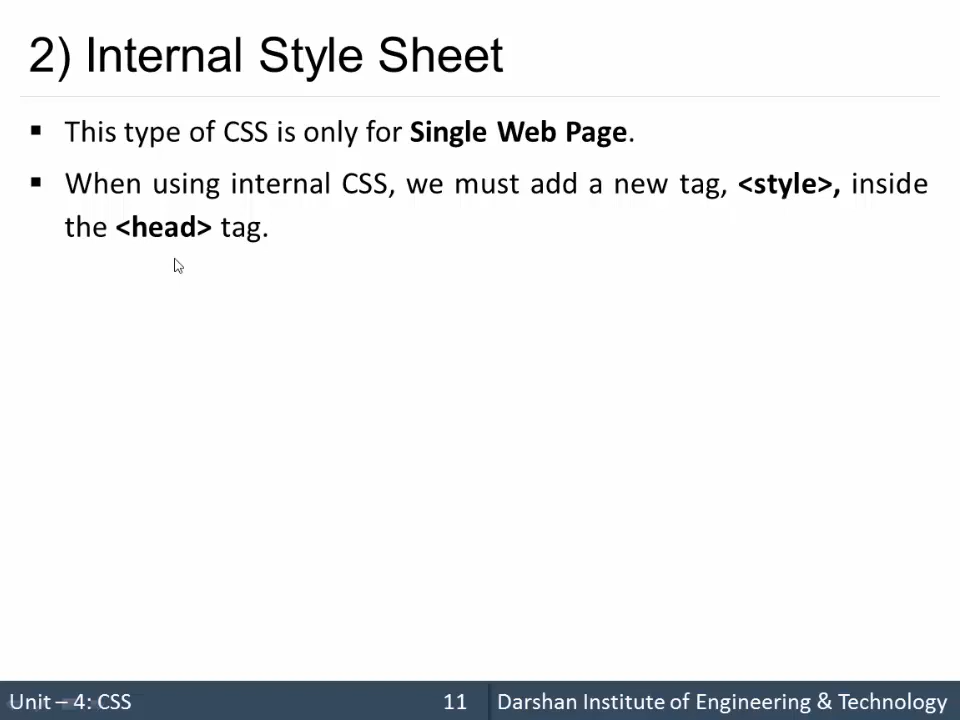 2) Internal Style Sheet
▪ This type of CSS is only for Single Web Page.
▪ When using internal CSS, we must add a new tag, <style>, inside
the <head> tag.
Unit – 4: CSS 11 Darshan Institute of Engineering & Technology